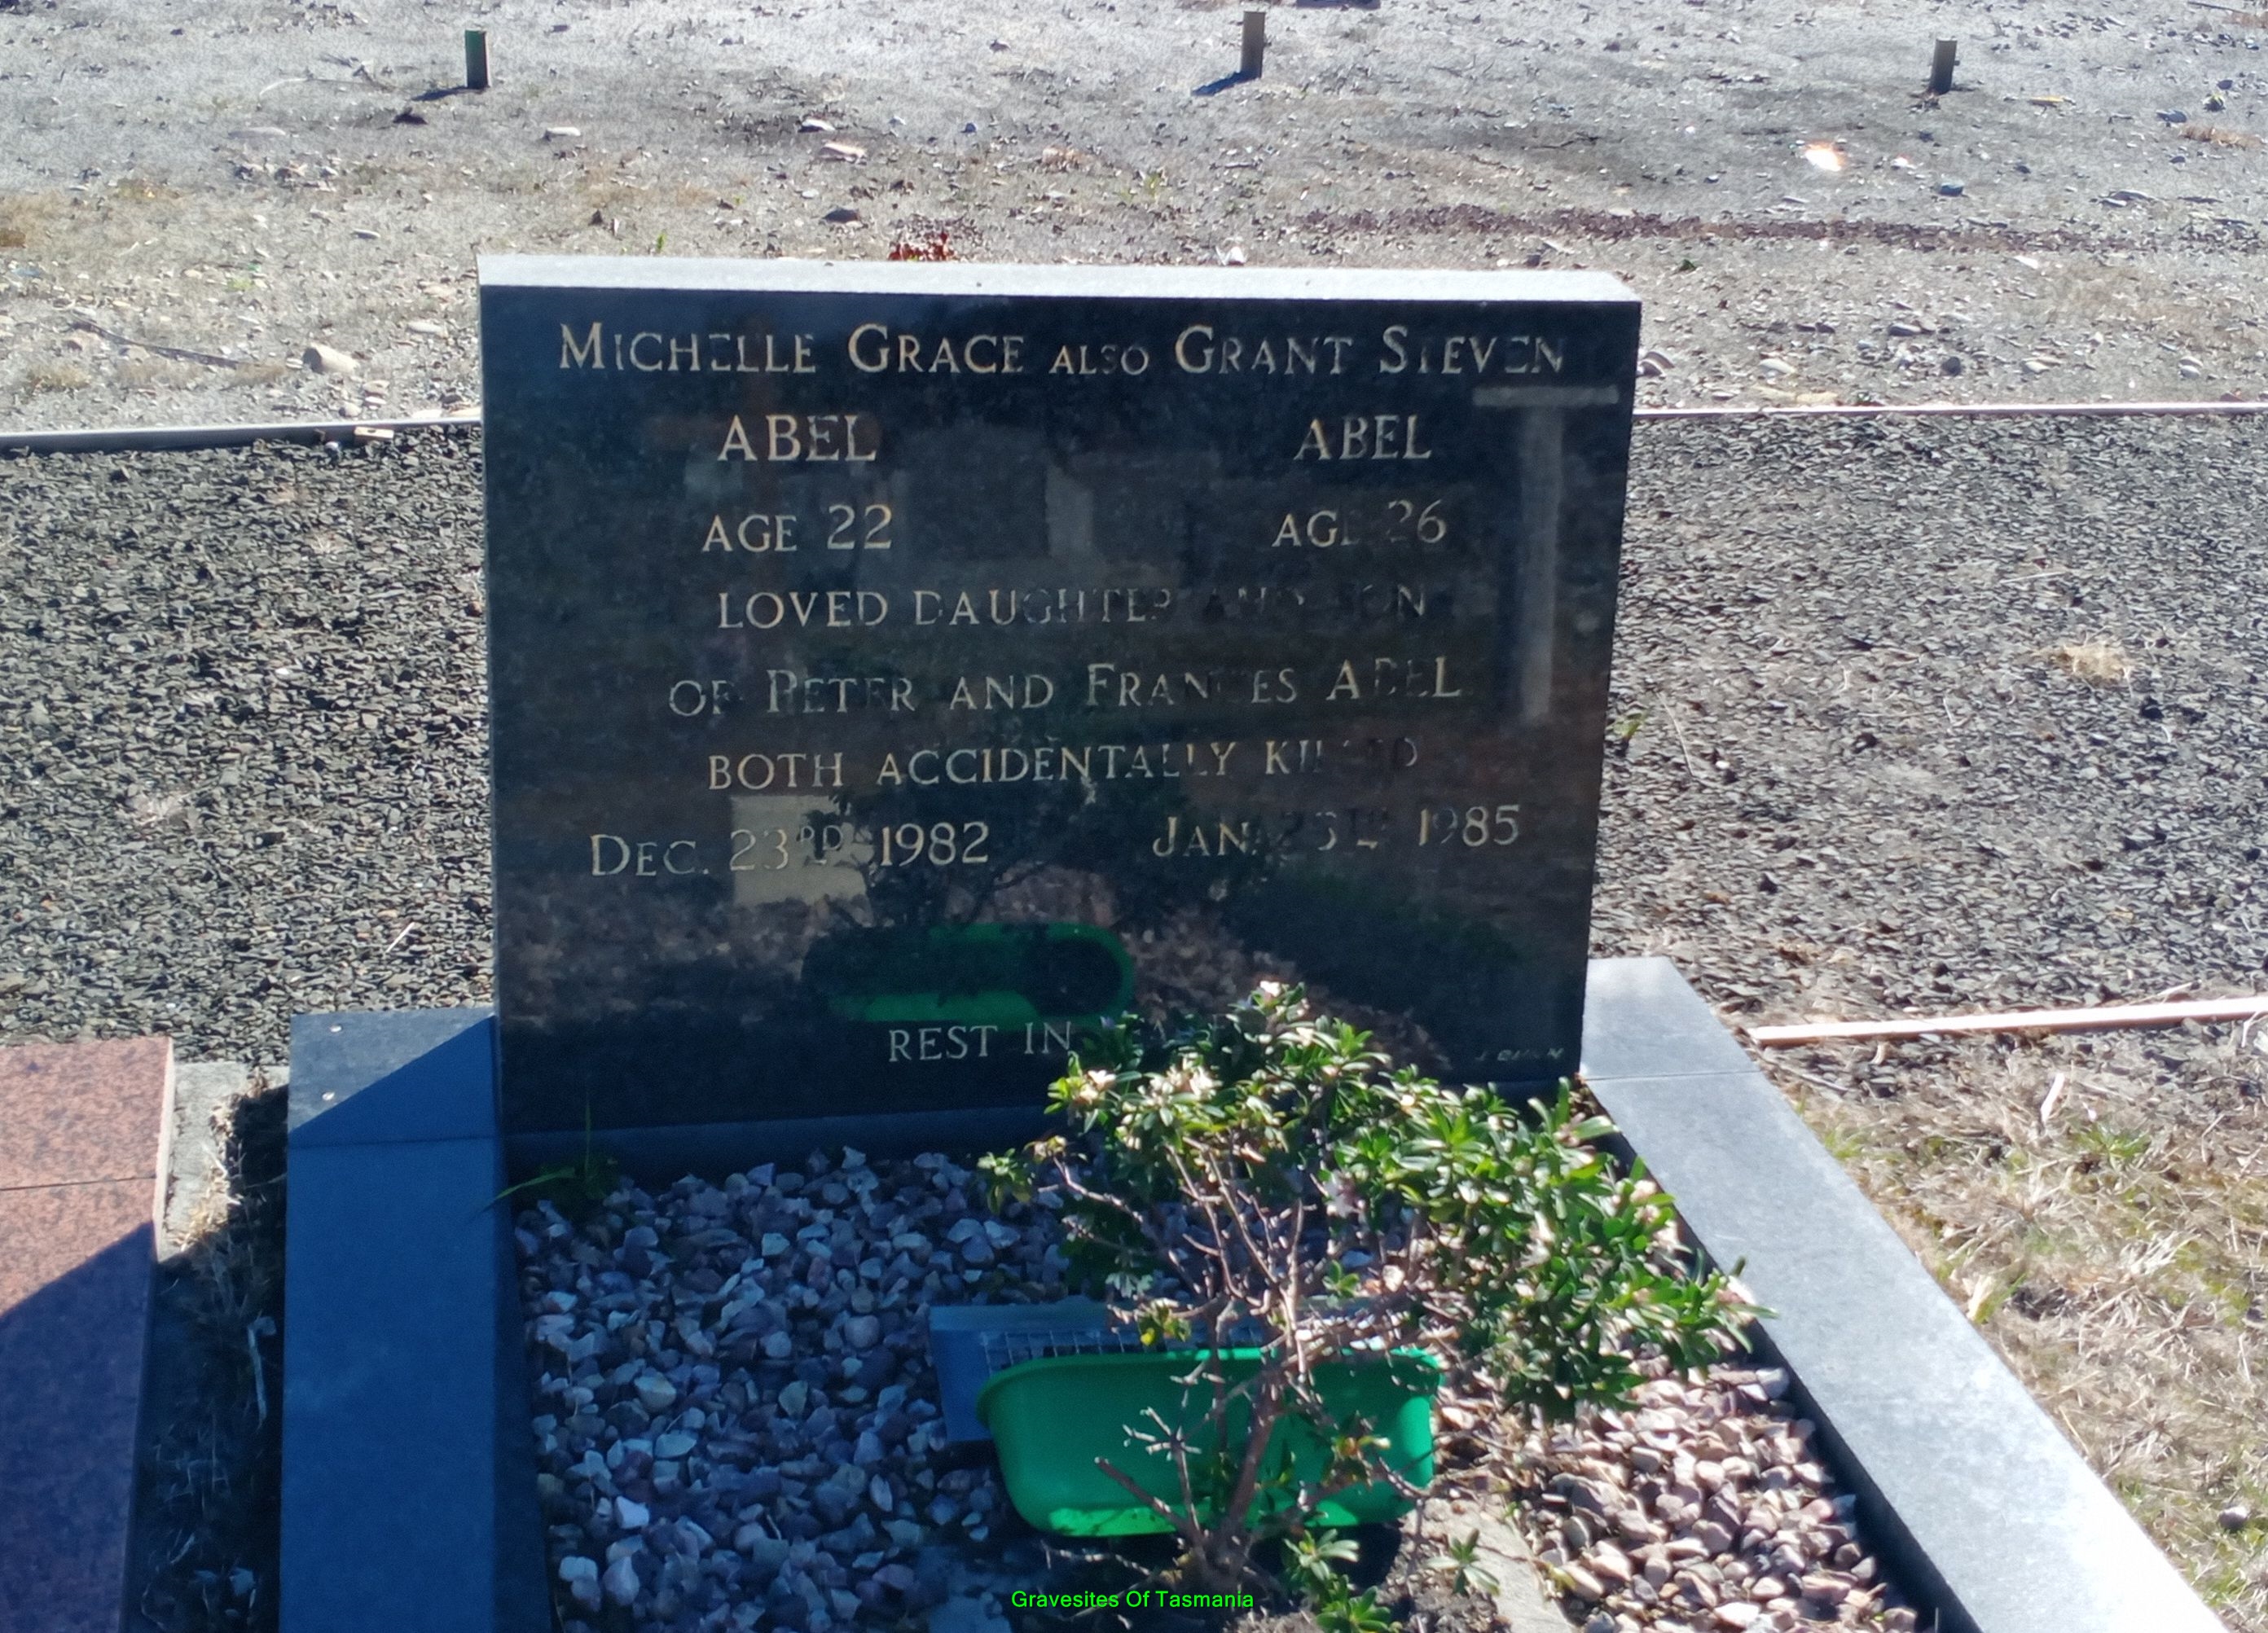 MICHELLE GRACE ALSO GRANT STEVEN
ABEL ABEL
AGE 22 AGE 26
LOVED DAUGHTER AND SON
OF PETER AND FRANCES ABEL
BOTH ACCIDENTALLY KILLED
DEC. 23RD 1982 JAN. 1985
REST IN
Gravesites Of Tasmania